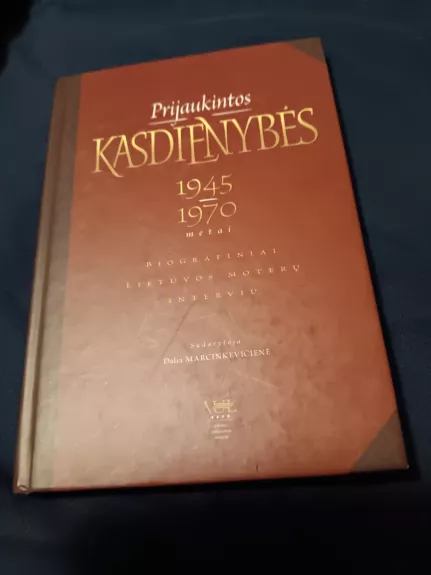 Prijaukintos
KASDIENYBĖS
1945
1970
metai
BIOGRAFINIAI
LIETUVOS MOTERŲ
INTERVIU
Sudarytoja
Dalia MARCINKEVIČIENĖ